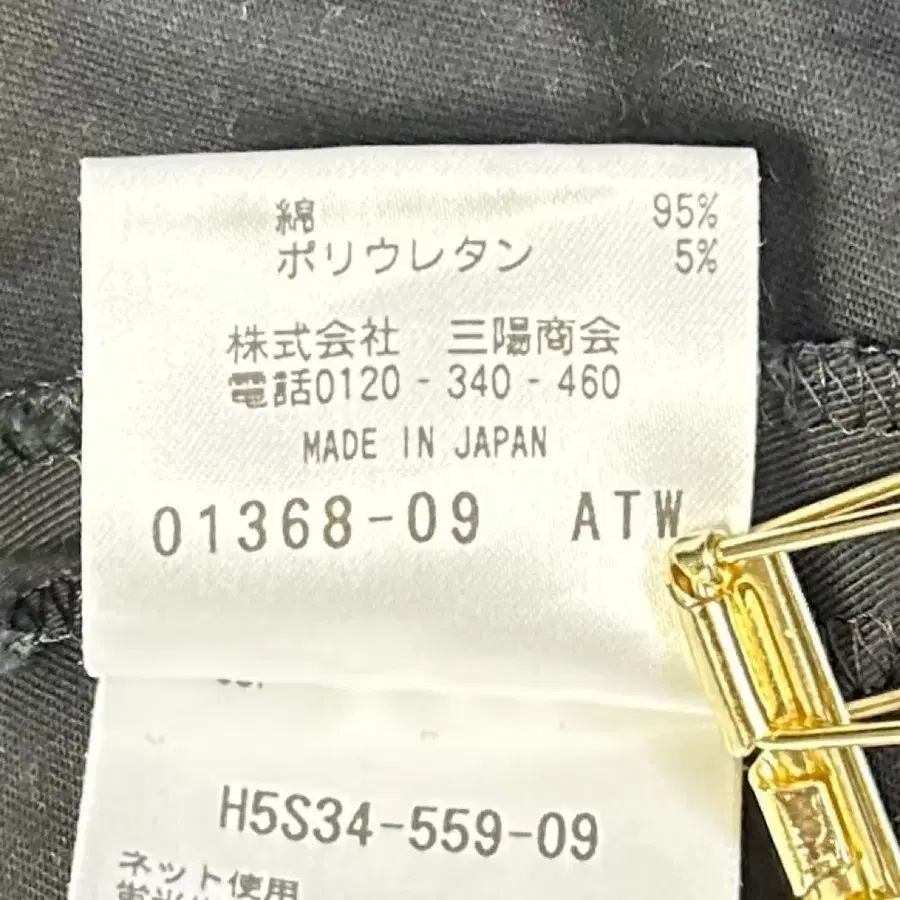 綿 95%
ポリウレタン 5%
株式会社 三陽商会
電話0120-340-460
MADE IN JAPAN
01368-09 ATW
H5S34-559-09
ネット使用